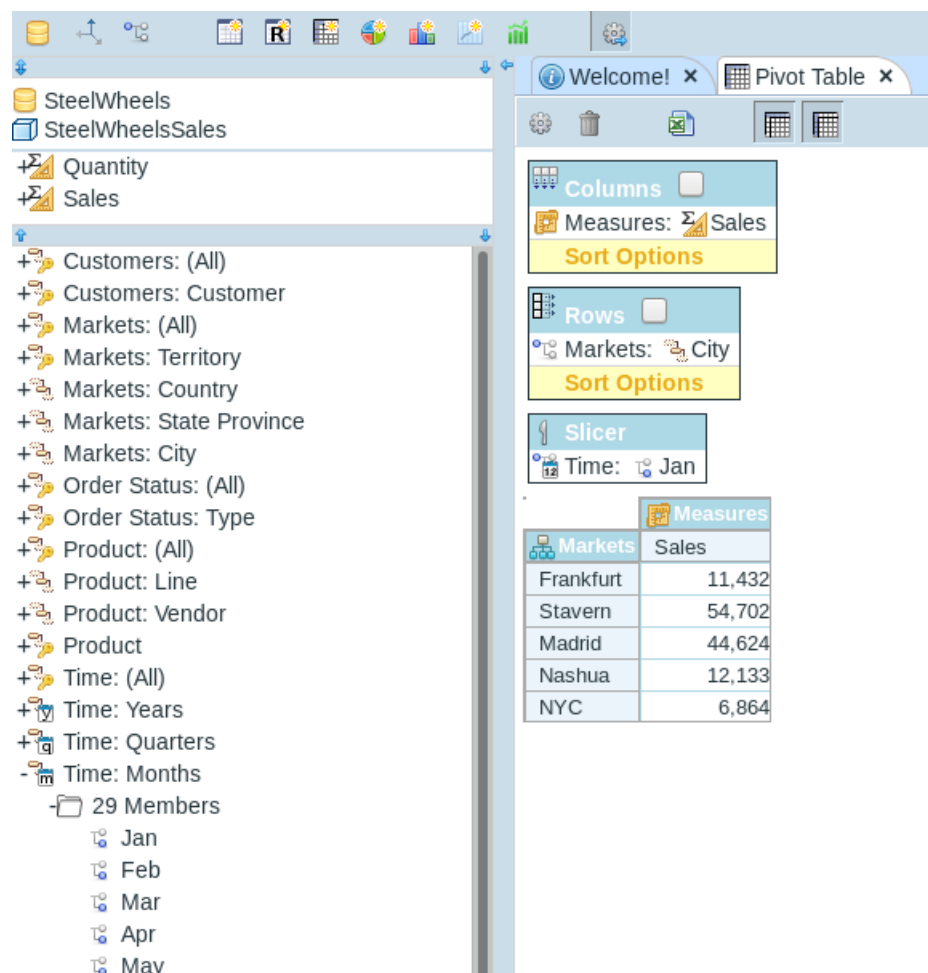 Welcome! ×
Pivot Table ×
SteelWheels
SteelWheelsSales
+ Quantity
+ Sales
+ Customers: (All)
+ Customers: Customer
+ Markets: (All)
+ Markets: Territory
+ Markets: Country
+ Markets: State Province
+ Markets: City
+ Order Status: (All)
+ Order Status: Type
+ Product: (All)
+ Product: Line
+ Product: Vendor
+ Product
+ Time: (All)
+ Time: Years
+ Time: Quarters
- Time: Months
- 29 Members
Jan
Feb
Mar
Apr
May
Columns
Measures: Sales
Sort Options
Rows
Markets: City
Sort Options
Slicer
Time: Jan
Measures
Markets Sales
Frankfurt 11,432
Stavern 54,702
Madrid 44,624
Nashua 12,133
NYC 6,864